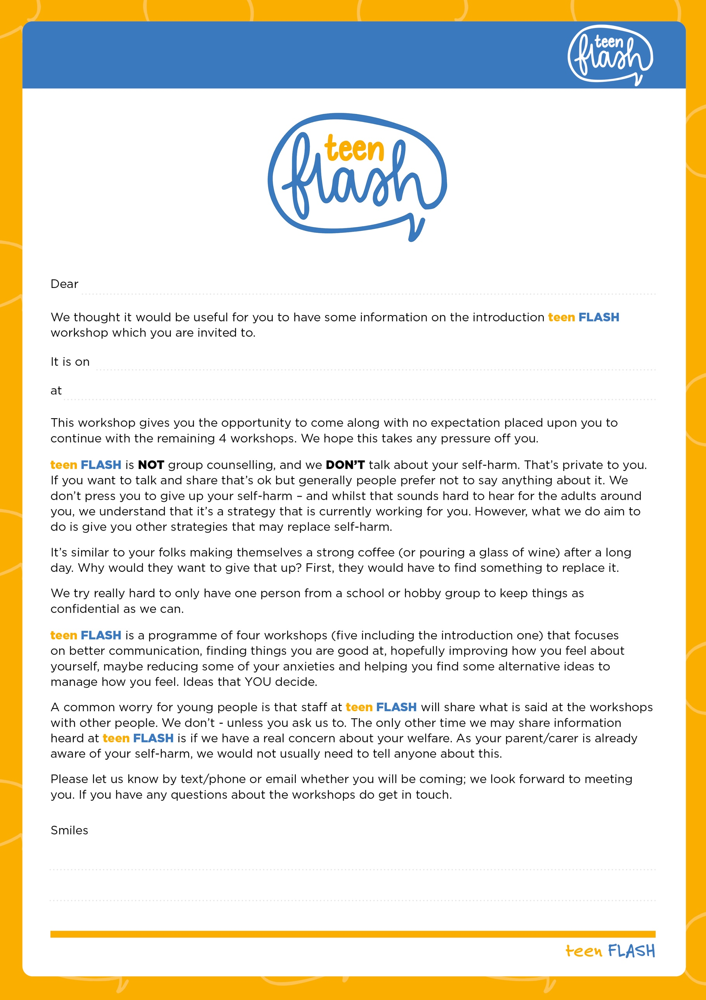 teen
flash
teen
flash
Dear
We thought it would be useful for you to have some information on the introduction teen FLASH
workshop which you are invited to.
It is on
at
This workshop gives you the opportunity to come along with no expectation placed upon you to
continue with the remaining 4 workshops. We hope this takes any pressure off you.
teen FLASH is NOT group counselling, and we DON’T talk about your self-harm. That’s private to you.
If you want to talk and share that’s ok but generally people prefer not to say anything about it. We
don’t press you to give up your self-harm – and whilst that sounds hard to hear for the adults around
you, we understand that it’s a strategy that is currently working for you. However, what we do aim to
do is give you other strategies that may replace self-harm.
It’s similar to your folks making themselves a strong coffee (or pouring a glass of wine) after a long
day. Why would they want to give that up? First, they would have to find something to replace it.
We try really hard to only have one person from a school or hobby group to keep things as
confidential as we can.
teen FLASH is a programme of four workshops (five including the introduction one) that focuses
on better communication, finding things you are good at, hopefully improving how you feel about
yourself, maybe reducing some of your anxieties and helping you find some alternative ideas to
manage how you feel. Ideas that YOU decide.
A common worry for young people is that staff at teen FLASH will share what is said at the workshops
with other people. We don’t - unless you ask us to. The only other time we may share information
heard at teen FLASH is if we have a real concern about your welfare. As your parent/carer is already
aware of your self-harm, we would not usually need to tell anyone about this.
Please let us know by text/phone or email whether you will be coming; we look forward to meeting
you. If you have any questions about the workshops do get in touch.
Smiles
teen FLASH